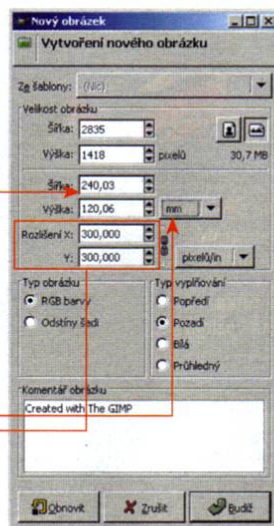 Nový obrázek
Vytvoření nového obrázku
Ze šablony: (Nic)
Velikost obrázku
Šířka: 2835
Výška: 1418 pixelů 30,7 MB
Šířka: 240,03
Výška: 120,06 mm
Rozlišení X: 300,000
Y: 300,000 pixelů/in
Typ obrázku Typ vyplňování
RGB barvy Popředí
Odstíny šedi Pozadí
Bílá
Průhledný
Komentář obrázku
Created with The GIMP
Obnovit Zrušit Budiž